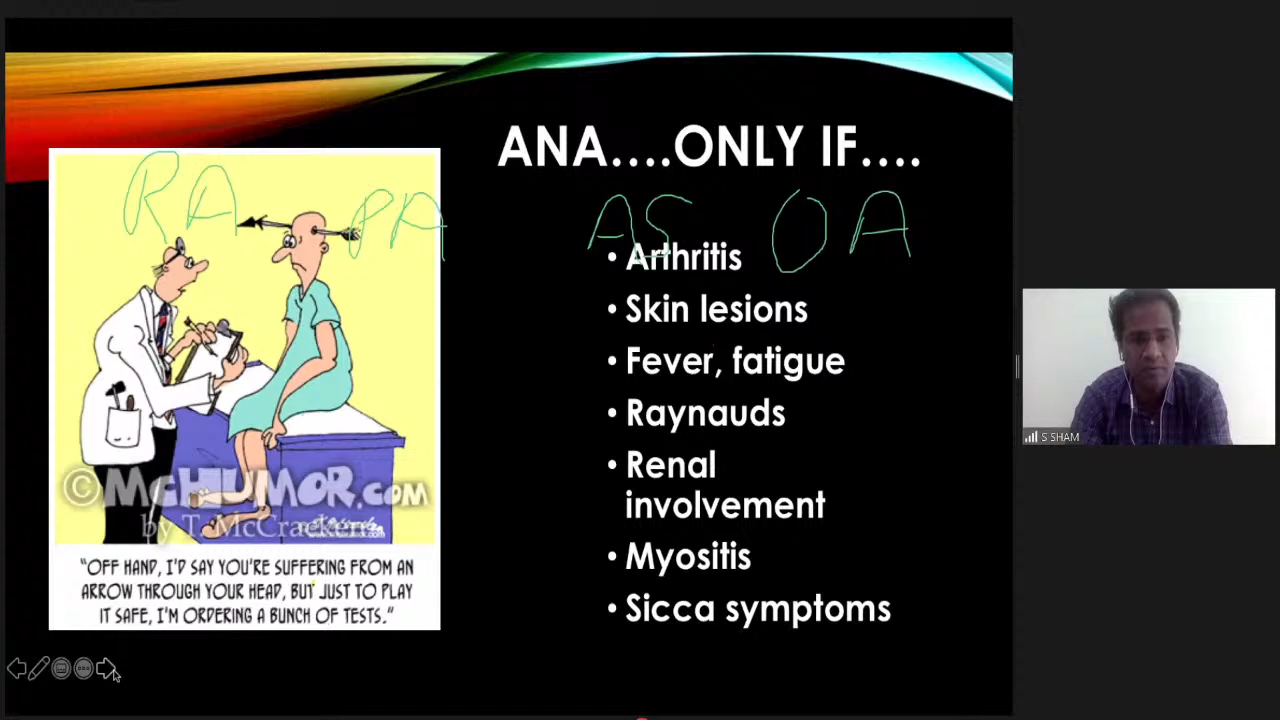 ANA....ONLY IF....
RA PA AS OA
• Arthritis
• Skin lesions
• Fever, fatigue
• Raynauds
• Renal
involvement
• Myositis
• Sicca symptoms
©McHUMOR.com
by T. McCracken
"OFF HAND, I'D SAY YOU'RE SUFFERING FROM AN
ARROW THROUGH YOUR HEAD, BUT JUST TO PLAY
IT SAFE, I'M ORDERING A BUNCH OF TESTS."
S SHAM